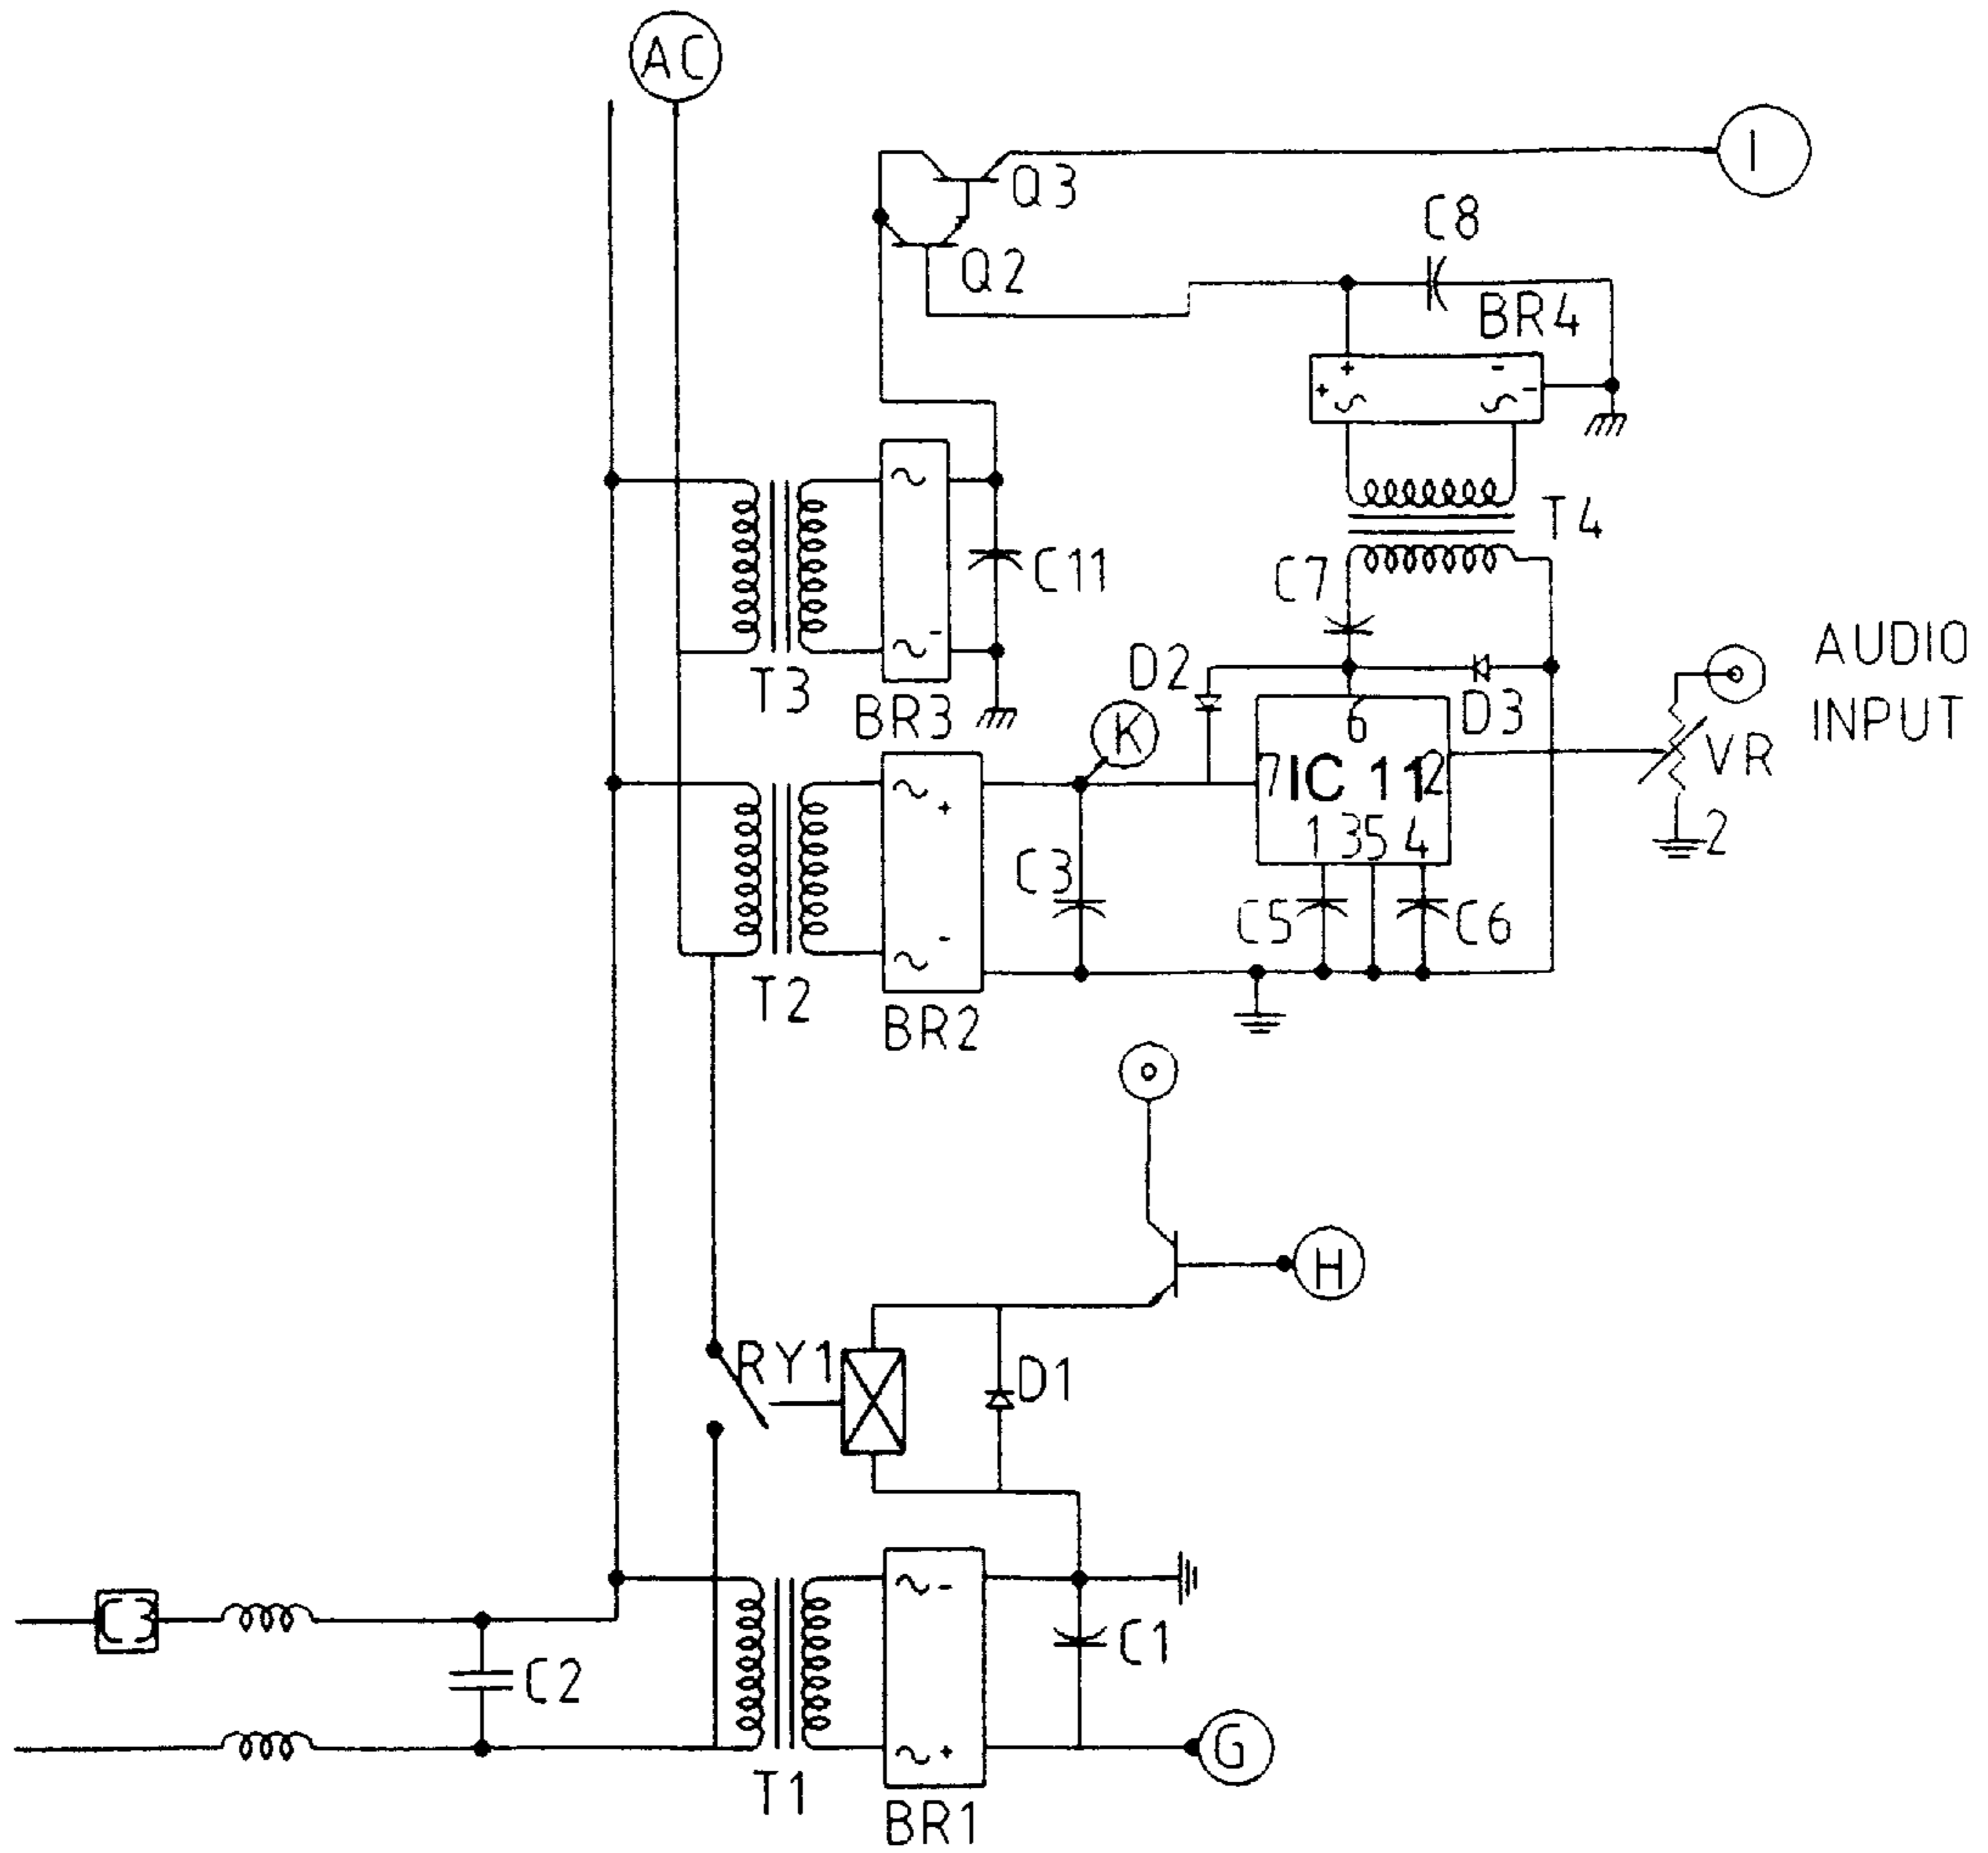 AC
I
Q3
C8
Q2
BR4
+ -
+ -
T4
C7
C11
AUDIO
INPUT
D2
T3
-
D3
BR3
K
6
VR
7 IC 11 2
+
1 3 5 4
2
C3
C5
C6
-
T2
BR2
H
RY1
D1
-
C1
C2
+
G
T1
BR1